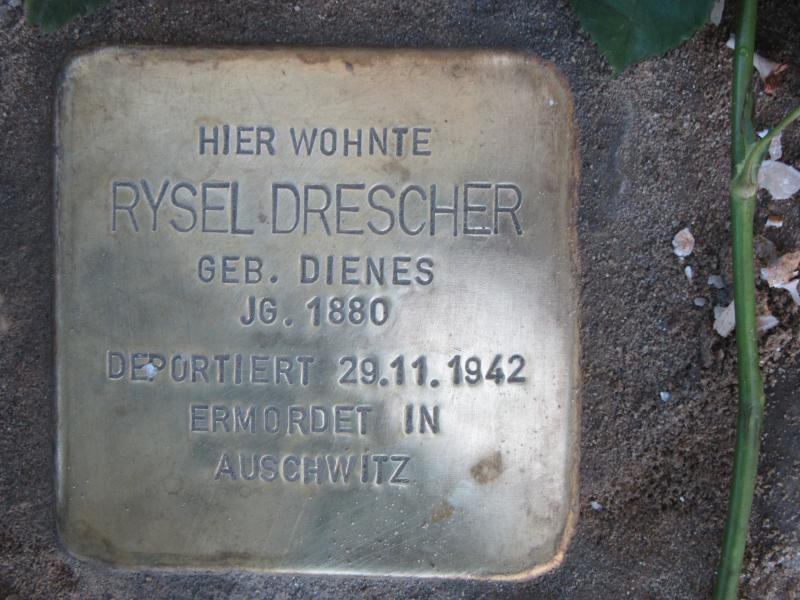 HIER WOHNTE
RYSEL DRESCHER
GEB. DIENES
JG. 1880
DEPORTIERT 29.11.1942
ERMORDET IN
AUSCHWITZ